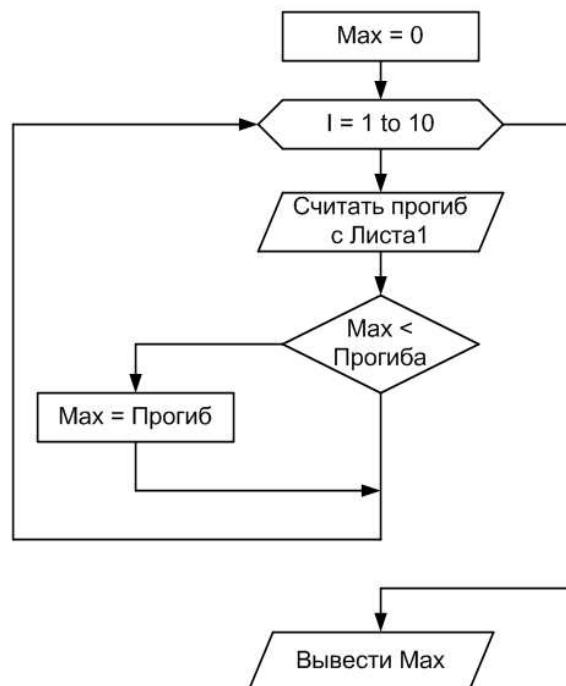 Max = 0
I = 1 to 10
Считать прогиб
с Листа1
Max <
Прогиба
Max = Прогиб
Вывести Max